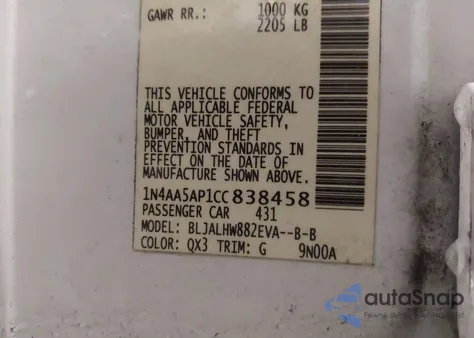 GAWR RR.: 1000 KG
2205 LB
THIS VEHICLE CONFORMS TO
ALL APPLICABLE FEDERAL
MOTOR VEHICLE SAFETY,
BUMPER, AND THEFT
PREVENTION STANDARDS IN
EFFECT ON THE DATE OF
MANUFACTURE SHOWN ABOVE.
1N4AA5AP1CC838458
PASSENGER CAR 431
MODEL: BLJALHW882EVA--B-B
COLOR: QX3 TRIM: G 9N00A
autoSnap